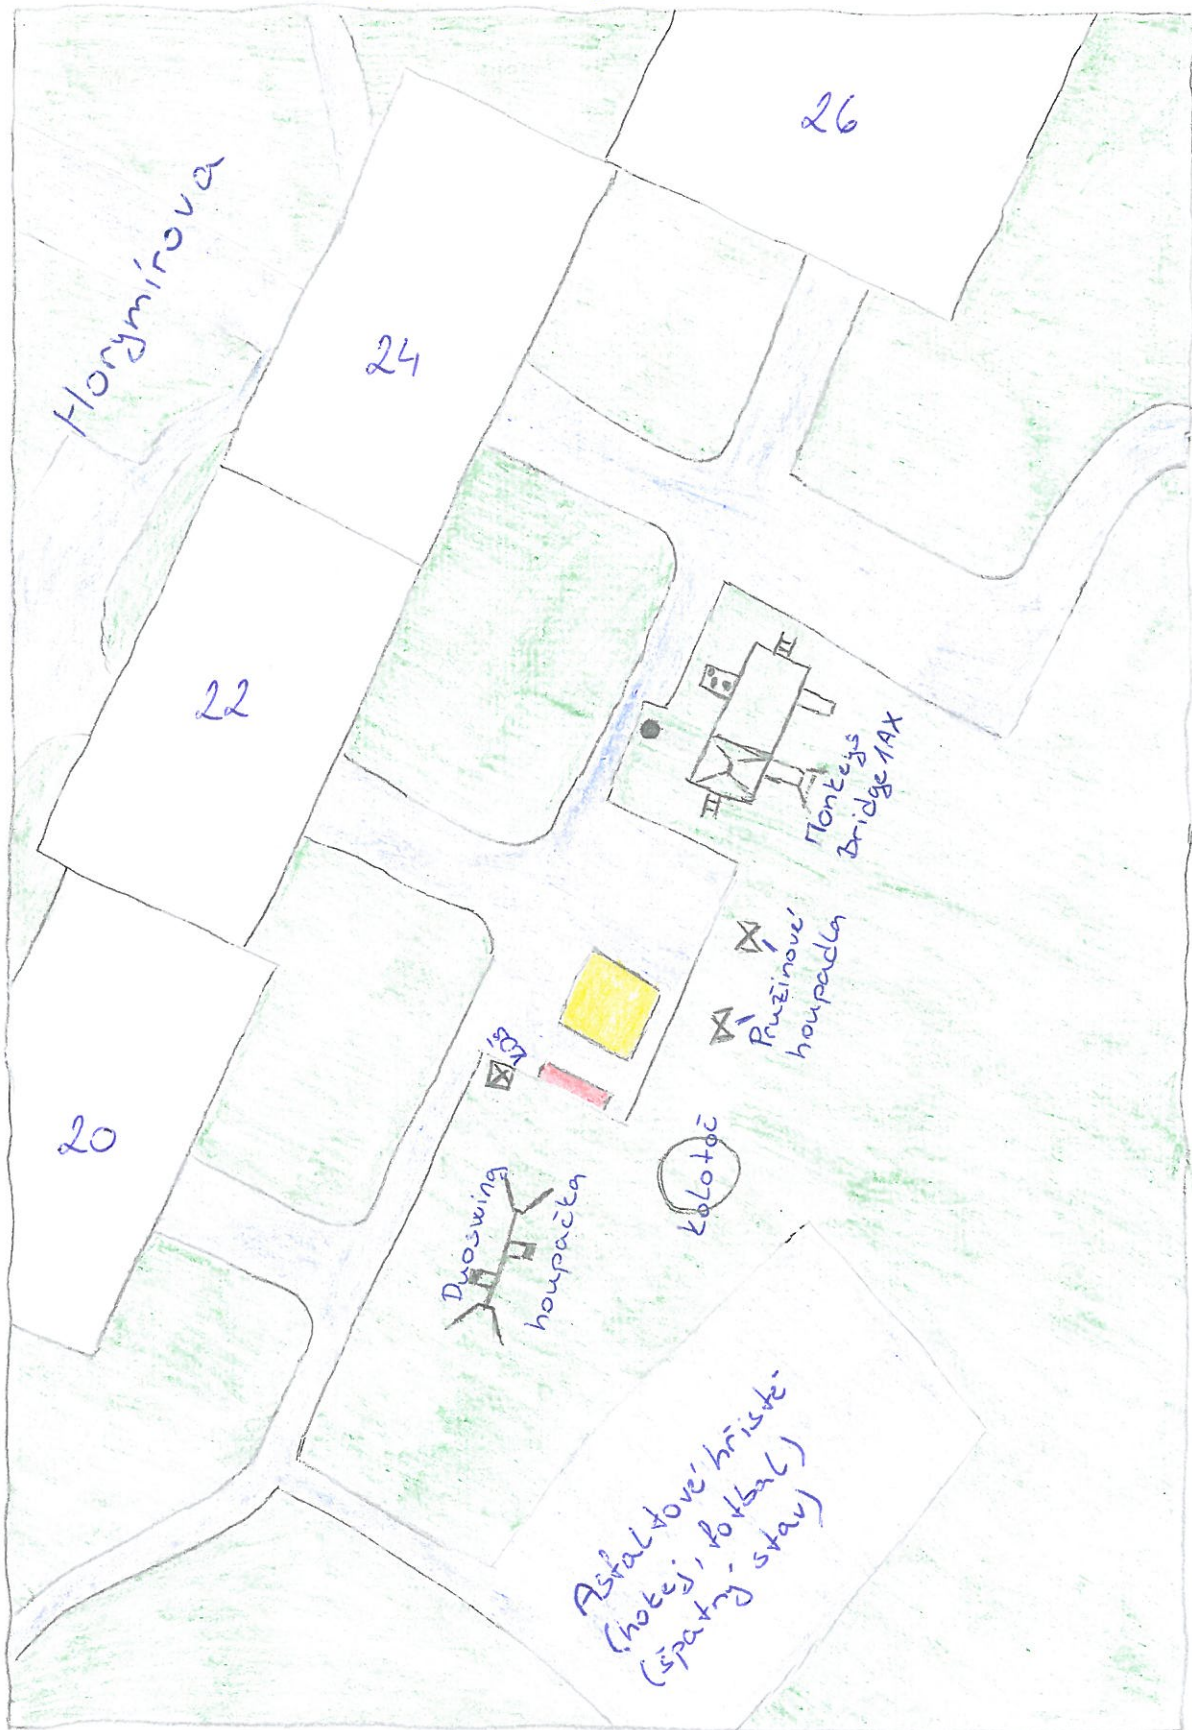 Horymírova
26
24
22
20
Monkeys
Bridge 1AX
Pružinové
houpadla
Kolotoč
Duoswing
houpačka
Asfaltové hřiště
(hokej, fotbal)
(špatný stav)